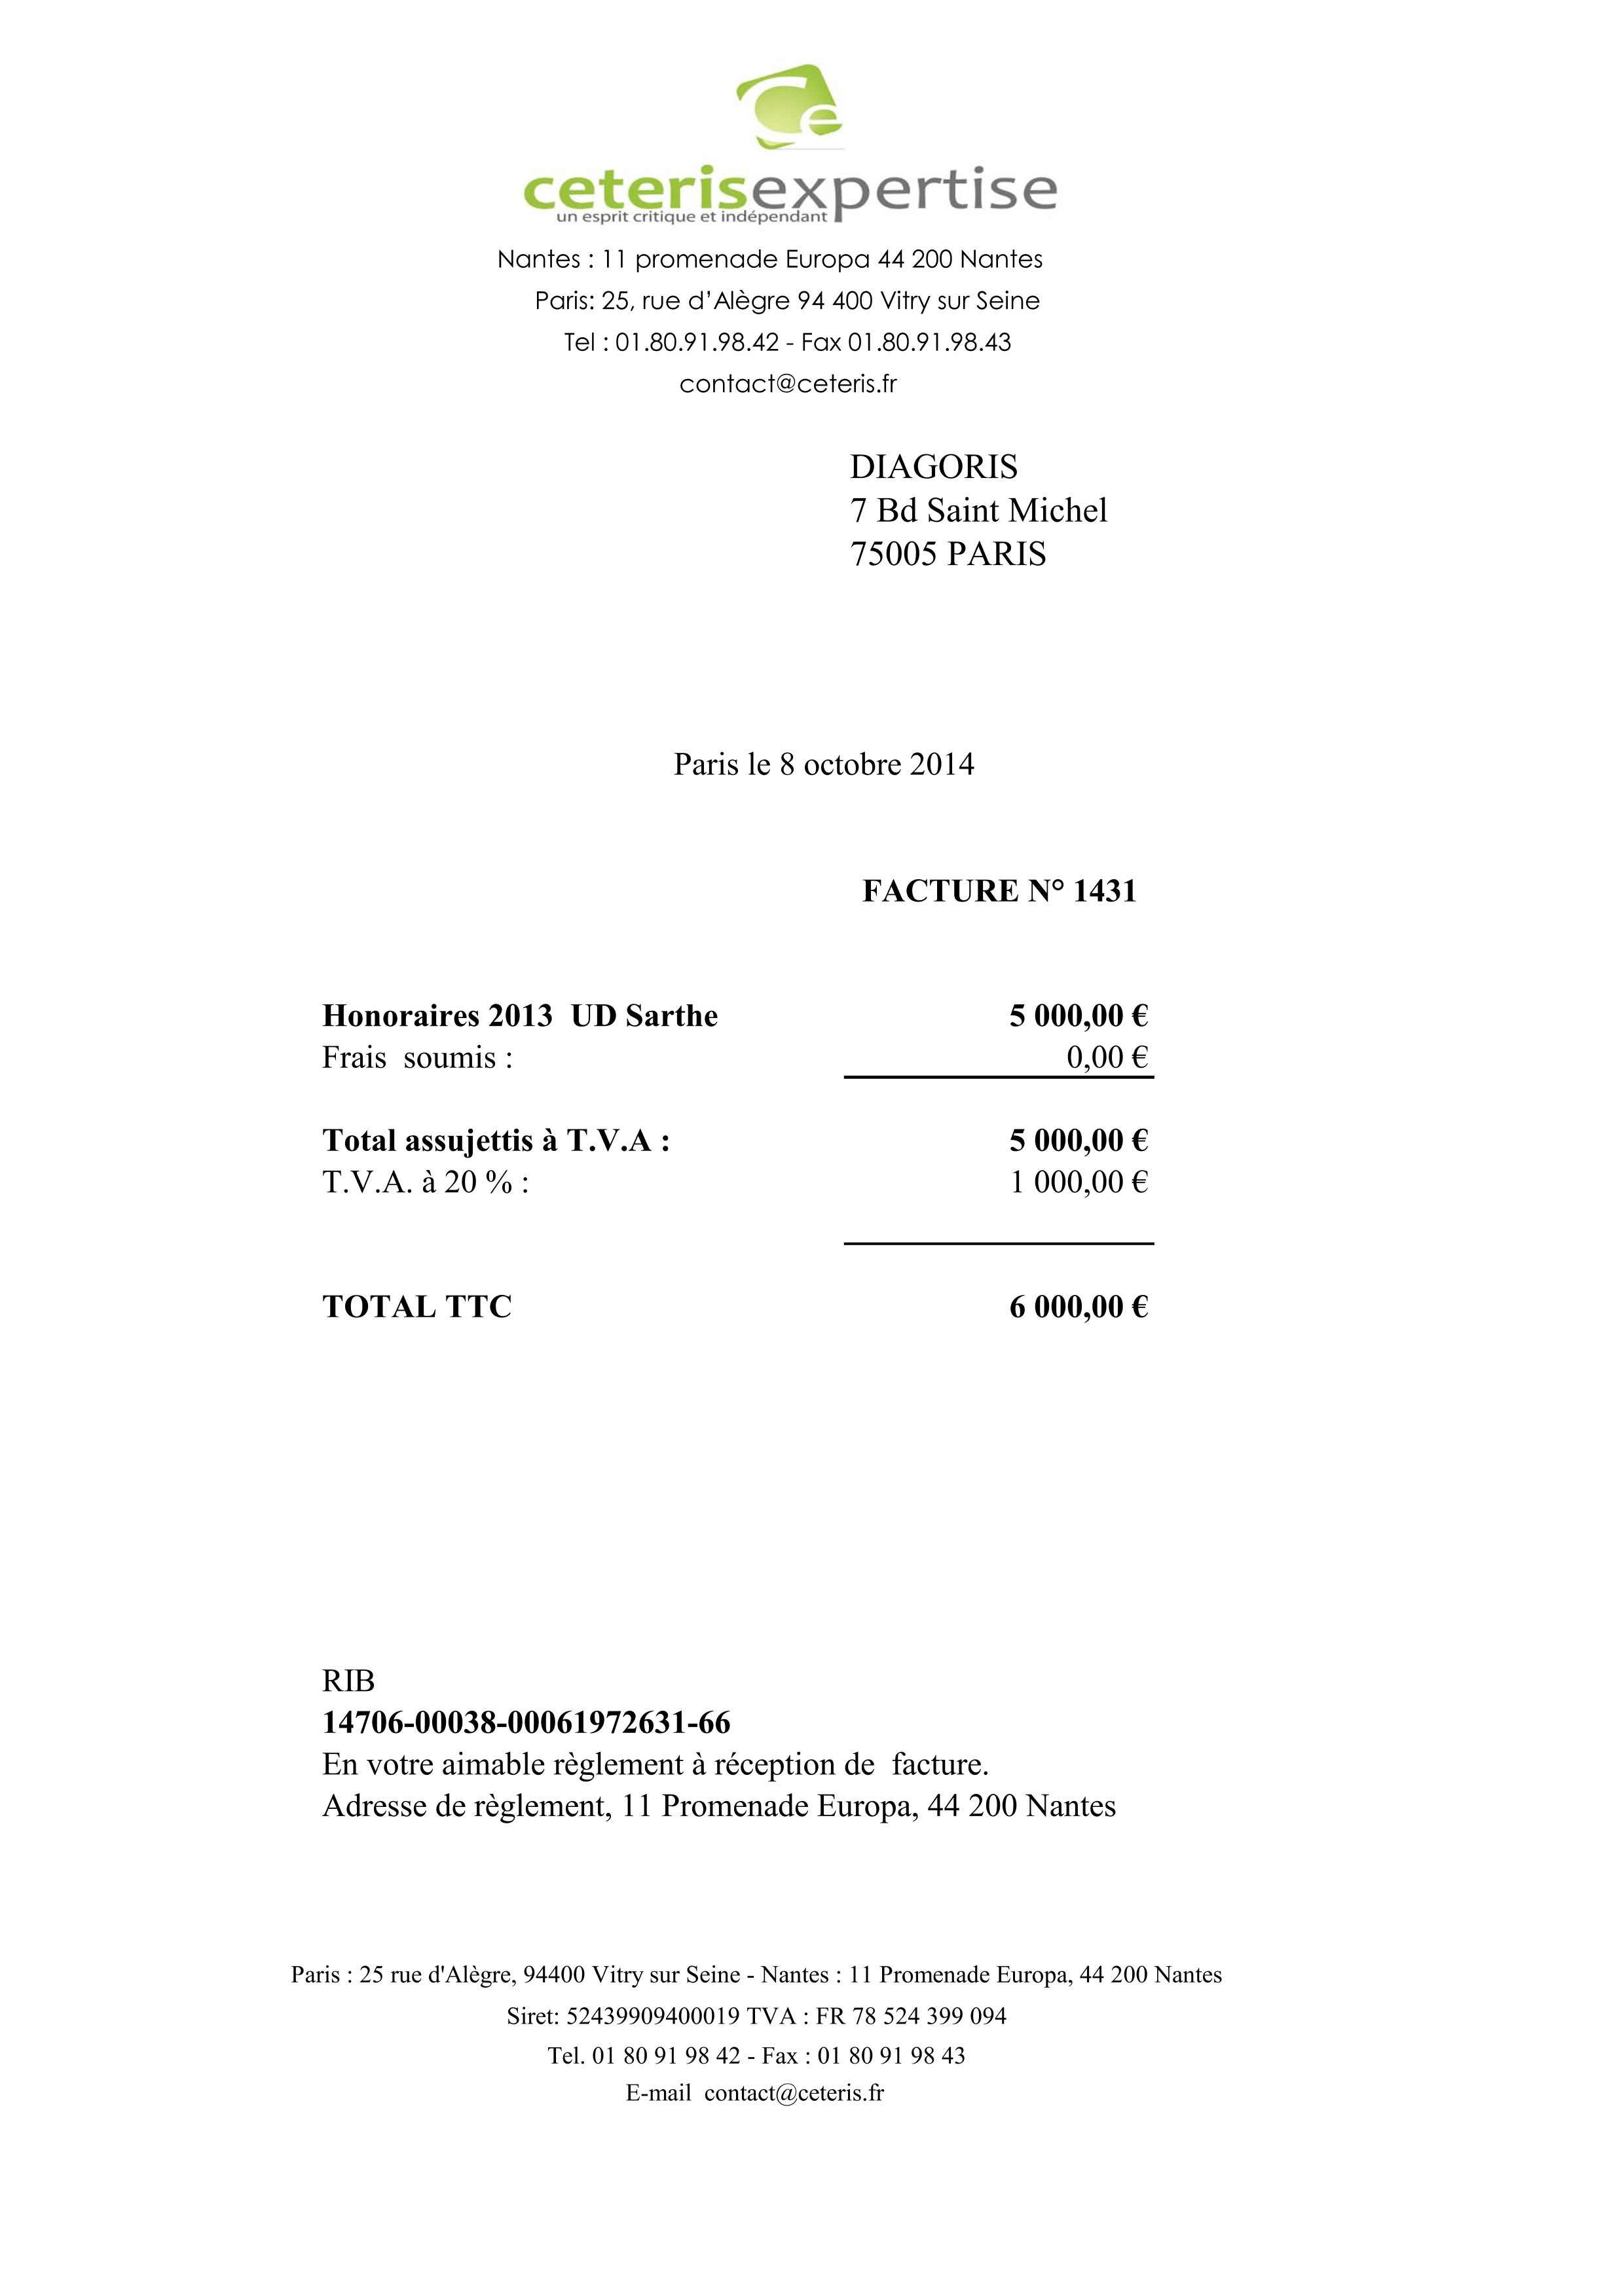 Ce
ceterisexpertise
un esprit critique et indépendant
Nantes : 11 promenade Europa 44 200 Nantes
Paris: 25, rue d’Alègre 94 400 Vitry sur Seine
Tel : 01.80.91.98.42 - Fax 01.80.91.98.43
contact@ceteris.fr
DIAGORIS
7 Bd Saint Michel
75005 PARIS
Paris le 8 octobre 2014
FACTURE N° 1431
Honoraires 2013  UD Sarthe 5 000,00 €
Frais  soumis : 0,00 €
Total assujettis à T.V.A : 5 000,00 €
T.V.A. à 20 % : 1 000,00 €
TOTAL TTC 6 000,00 €
RIB
14706-00038-00061972631-66
En votre aimable règlement à réception de  facture.
Adresse de règlement, 11 Promenade Europa, 44 200 Nantes
Paris : 25 rue d'Alègre, 94400 Vitry sur Seine - Nantes : 11 Promenade Europa, 44 200 Nantes
Siret: 52439909400019 TVA : FR 78 524 399 094
Tel. 01 80 91 98 42 - Fax : 01 80 91 98 43
E-mail  contact@ceteris.fr